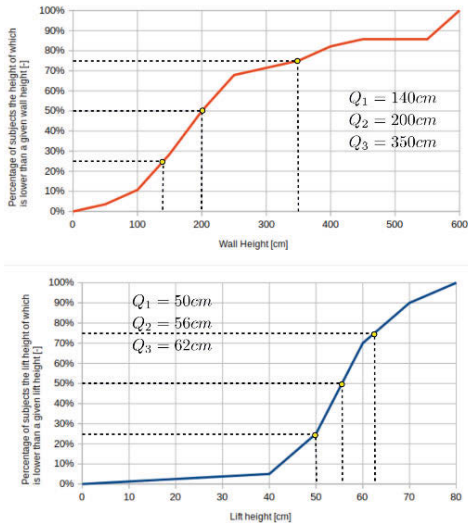 Percentage of subjects the height of which
is lower than a given wall height [-]
100%
90%
80%
70%
60%
50%
40%
30%
20%
10%
0%
Q1 = 140cm
Q2 = 200cm
Q3 = 350cm
0 100 200 300 400 500 600
Wall Height [cm]
Percentage of subjects the lift height of which
is lower than a given lift height [-]
100%
90%
80%
70%
60%
50%
40%
30%
20%
10%
0%
Q1 = 50cm
Q2 = 56cm
Q3 = 62cm
0 10 20 30 40 50 60 70 80
Lift height [cm]